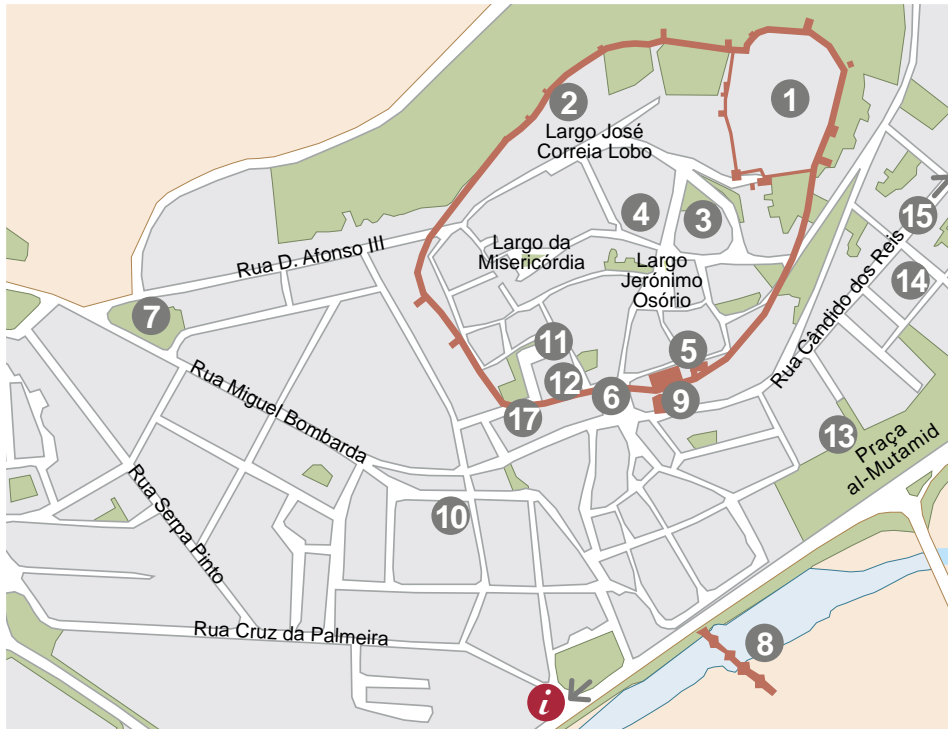 1
2
Largo José
Correia Lobo
15
4
3
Rua D. Afonso III
Largo da
Misericórdia
Largo
Jerónimo
Osório
Rua Cândido dos Reis
14
7
11
5
12
6
9
Rua Miguel Bombarda
17
13
Praça
al-Mutamid
Rua Serpa Pinto
10
Rua Cruz da Palmeira
8
i